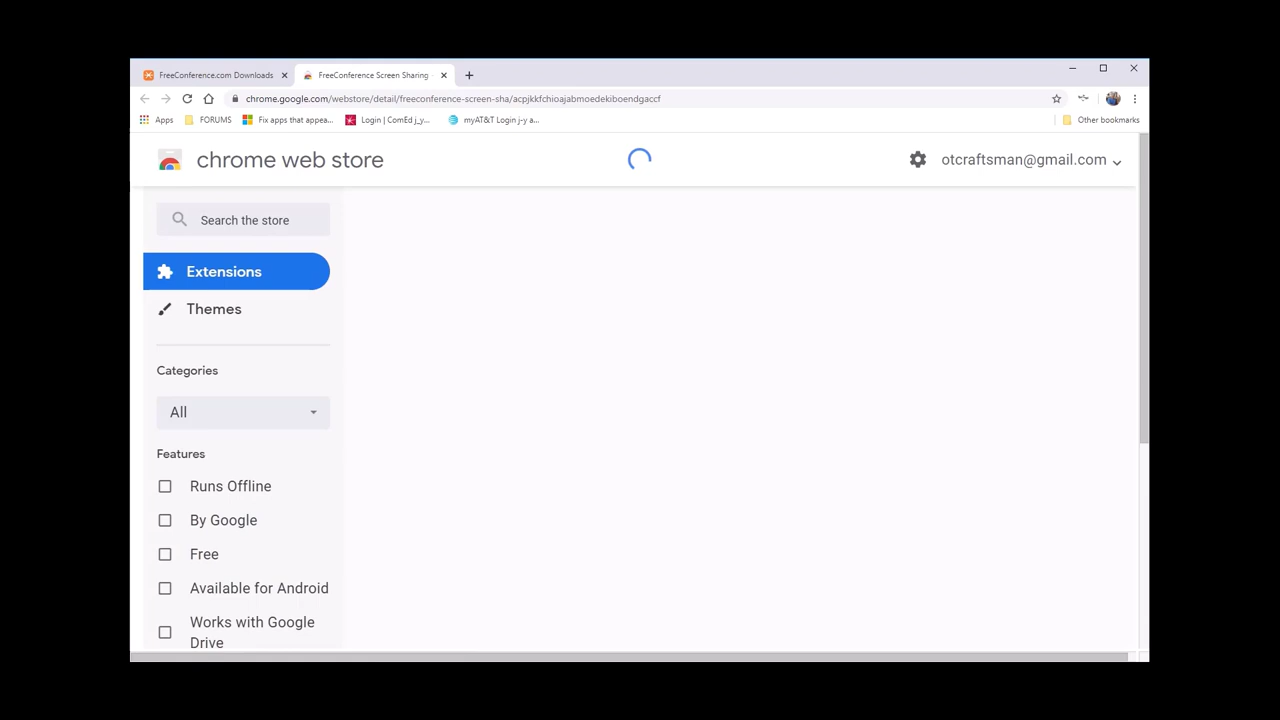 FreeConference.com Downloads
FreeConference Screen Sharing
chrome.google.com/webstore/detail/freeconference-screen-sha/acpjkkfchioajabmoedekiboendgaccf
Apps FORUMS Fix apps that appea... Login | ComEd j_y... myAT&T Login j-y a... Other bookmarks
chrome web store
otcraftsman@gmail.com
Search the store
Extensions
Themes
Categories
All
Features
Runs Offline
By Google
Free
Available for Android
Works with Google
Drive